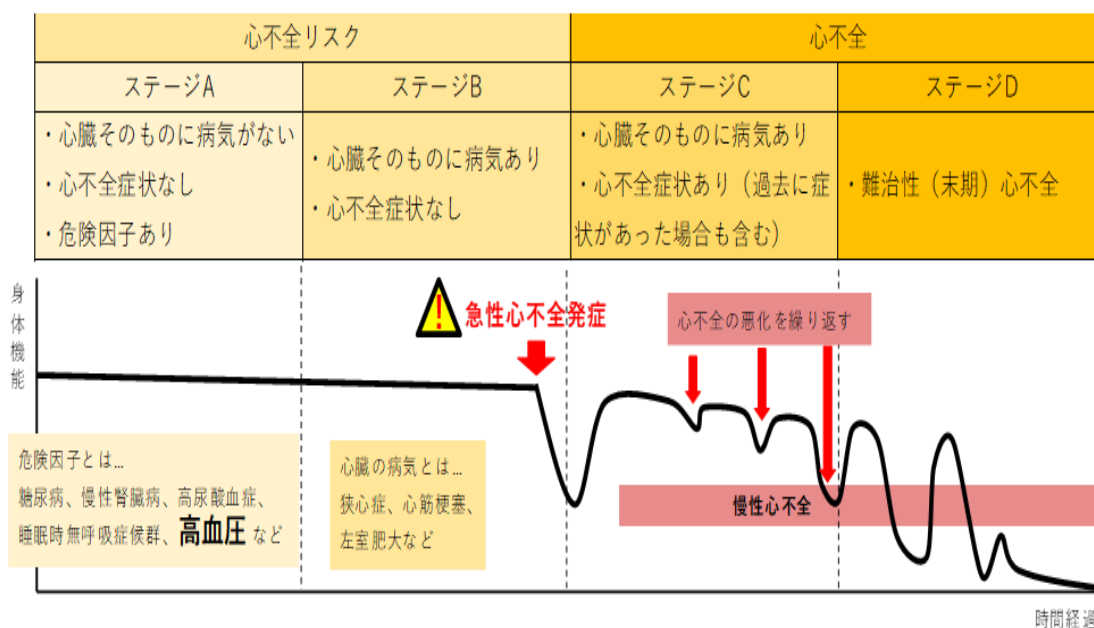 心不全リスク
心不全
ステージA
ステージB
ステージC
ステージD
・心臓そのものに病気がない
・心不全症状なし
・危険因子あり
・心臓そのものに病気あり
・心不全症状なし
・心臓そのものに病気あり
・心不全症状あり（過去に症
状があった場合も含む）
・難治性（末期）心不全
身体機能
!
急性心不全発症
心不全の悪化を繰り返す
危険因子とは…
糖尿病、慢性腎臓病、高尿酸血症、
睡眠時無呼吸症候群、高血圧 など
心臓の病気とは…
狭心症、心筋梗塞、
左室肥大など
慢性心不全
時間経過